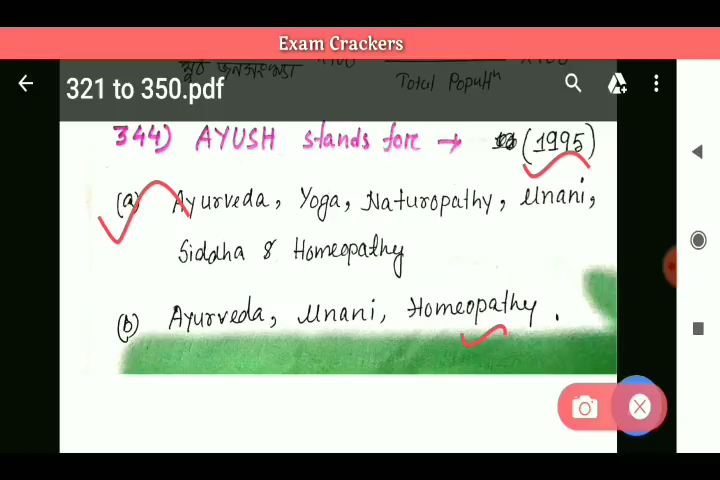 Exam Crackers
321 to 350.pdf
Total Populⁿ
344) AYUSH stands fore → (1995)
(a) Ayurveda, Yoga, Naturopathy, Unani,
Siddha & Homeopathy
(b) Ayurveda, Unani, Homeopathy.